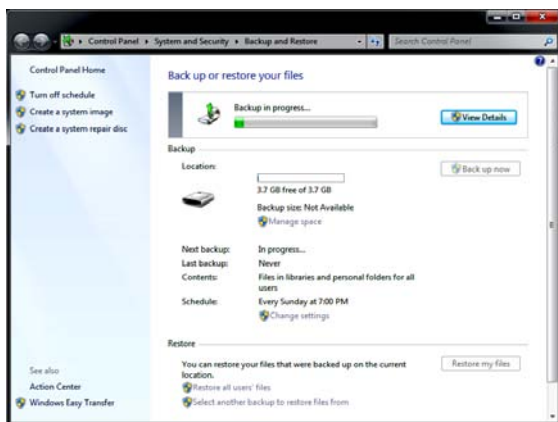 Control Panel ▸ System and Security ▸ Backup and Restore
Search Control Panel
Control Panel Home
Turn off schedule
Create a system image
Create a system repair disc
Back up or restore your files
Backup in progress...
View Details
Backup
Location:
Back up now
3.7 GB free of 3.7 GB
Backup size: Not Available
Manage space
Next backup: In progress...
Last backup: Never
Contents: Files in libraries and personal folders for all
users
Schedule: Every Sunday at 7:00 PM
Change settings
Restore
You can restore your files that were backed up on the current
location.
Restore my files
Restore all users' files
Select another backup to restore files from
See also
Action Center
Windows Easy Transfer